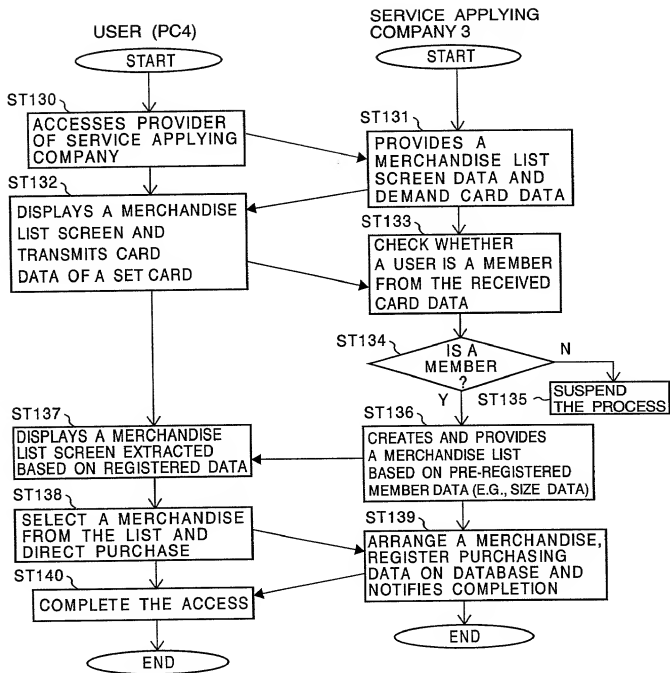 USER (PC4)
SERVICE APPLYING
COMPANY 3
START
START
ST130
ACCESSES PROVIDER
OF SERVICE APPLYING
COMPANY
ST131
PROVIDES A
MERCHANDISE LIST
SCREEN DATA AND
DEMAND CARD DATA
ST132
DISPLAYS A MERCHANDISE
LIST SCREEN AND
TRANSMITS CARD
DATA OF A SET CARD
ST133
CHECK WHETHER
A USER IS A MEMBER
FROM THE RECEIVED
CARD DATA
ST134
IS A
MEMBER
?
N
Y
ST135
SUSPEND
THE PROCESS
ST136
CREATES AND PROVIDES
A MERCHANDISE LIST
BASED ON PRE-REGISTERED
MEMBER DATA (E.G., SIZE DATA)
ST137
DISPLAYS A MERCHANDISE
LIST SCREEN EXTRACTED
BASED ON REGISTERED DATA
ST138
SELECT A MERCHANDISE
FROM THE LIST AND
DIRECT PURCHASE
ST139
ARRANGE A MERCHANDISE,
REGISTER PURCHASING
DATA ON DATABASE AND
NOTIFIES COMPLETION
ST140
COMPLETE THE ACCESS
END
END